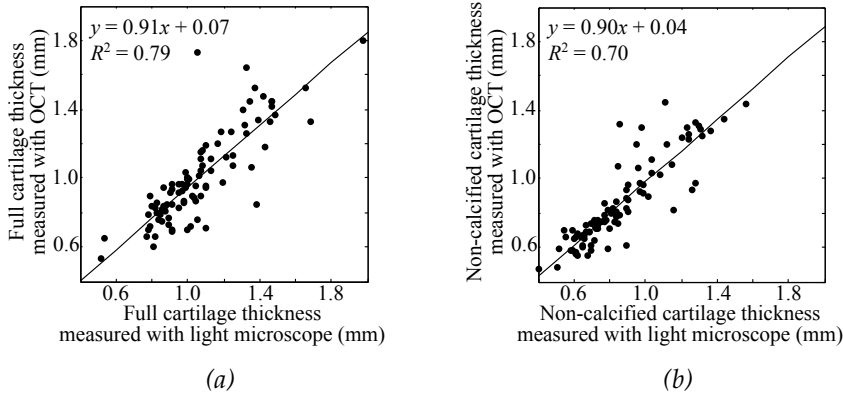 y = 0.91x + 0.07
R² = 0.79
1.8
1.4
1.0
0.6
Full cartilage thickness
measured with OCT (mm)
0.6 1.0 1.4 1.8
Full cartilage thickness
measured with light microscope (mm)
(a)
y = 0.90x + 0.04
R² = 0.70
1.8
1.4
1.0
0.6
Non-calcified cartilage thickness
measured with OCT (mm)
0.6 1.0 1.4 1.8
Non-calcified cartilage thickness
measured with light microscope (mm)
(b)